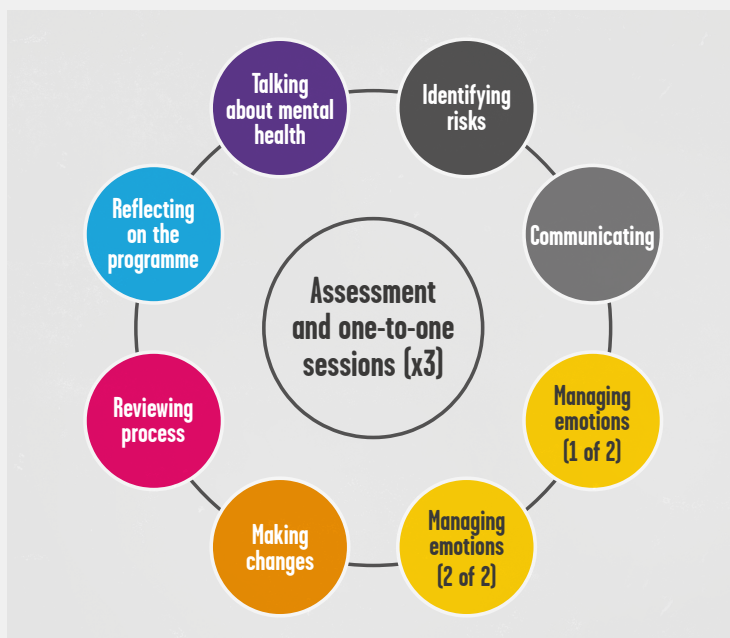 Talking
about mental
health
Identifying
risks
Communicating
Managing
emotions
(1 of 2)
Managing
emotions
(2 of 2)
Making
changes
Reviewing
process
Reflecting
on the
programme
Assessment
and one-to-one
sessions (x3)